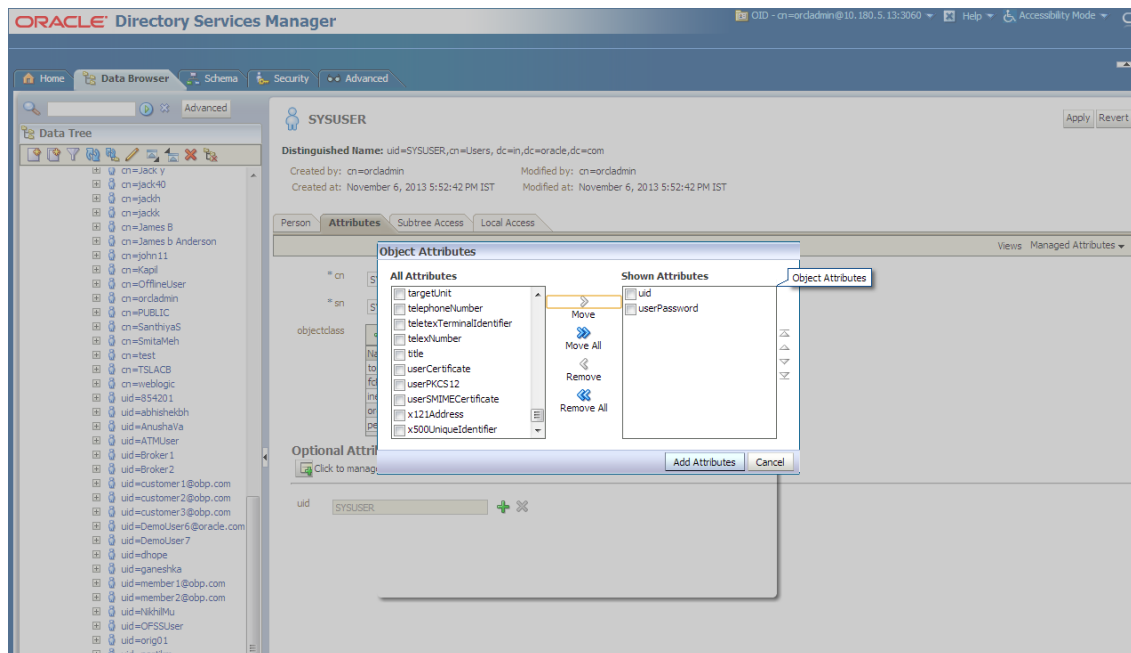 ORACLE Directory Services Manager
OID - cn=orcladmin@10.180.5.13:3060 Help Accessibility Mode
Home Data Browser Schema Security Advanced
Advanced
Data Tree
cn=Jack y
cn=jack40
cn=jackh
cn=jackk
cn=James B
cn=James b Anderson
cn=john11
cn=Kapil
cn=OfflineUser
cn=orcladmin
cn=PUBLIC
cn=SanthiyaS
cn=SmitaMeh
cn=test
cn=TSLACB
cn=weblogic
uid=854201
uid=abhishekbh
uid=AnushaVa
uid=ATMUser
uid=Broker1
uid=Broker2
uid=customer1@obp.com
uid=customer2@obp.com
uid=customer3@obp.com
uid=DemoUser6@oracle.com
uid=DemoUser7
uid=dhope
uid=ganeshka
uid=member1@obp.com
uid=member2@obp.com
uid=NikhilMu
uid=OFSSUser
uid=orig01
SYSUSER
Apply Revert
Distinguished Name: uid=SYSUSER,cn=Users, dc=in,dc=oracle,dc=com
Created by: cn=orcladmin Modified by: cn=orcladmin
Created at: November 6, 2013 5:52:42 PM IST Modified at: November 6, 2013 5:52:42 PM IST
Person Attributes Subtree Access Local Access
Views Managed Attributes
* cn
* sn
objectclass
Optional Attri
Click to manag
uid SYSUSER
Object Attributes
All Attributes
targetUnit
telephoneNumber
teletexTerminalIdentifier
telexNumber
title
userCertificate
userPKCS12
userSMIMECertificate
x121Address
x500UniqueIdentifier
Move
Move All
Remove
Remove All
Shown Attributes
uid
userPassword
Object Attributes
Add Attributes Cancel